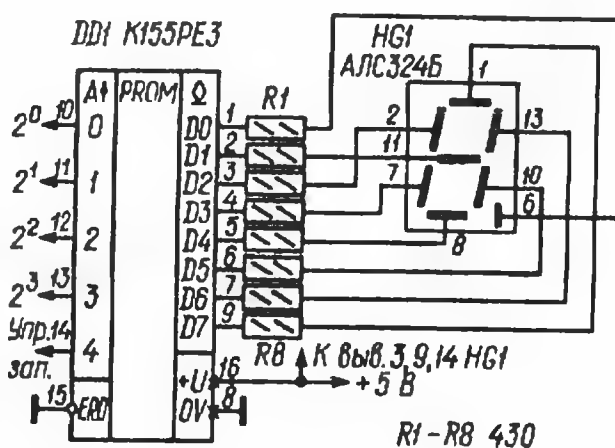 DD1 К155РЕ3
HG1
АЛС324Б
A↑ PROM Ω
2⁰ 10 0
2¹ 11 1
2² 12 2
2³ 13 3
Упр. 14 4
зап.
15 ERD
D0 1 R1
D1 2
D2 3
D3 4
D4 5
D5 6
D6 7
D7 9
R8
+U 16
0V 8
К выв. 3, 9, 14 HG1
+5 В
1
2
13
11
7
10
6
8
R1-R8 430